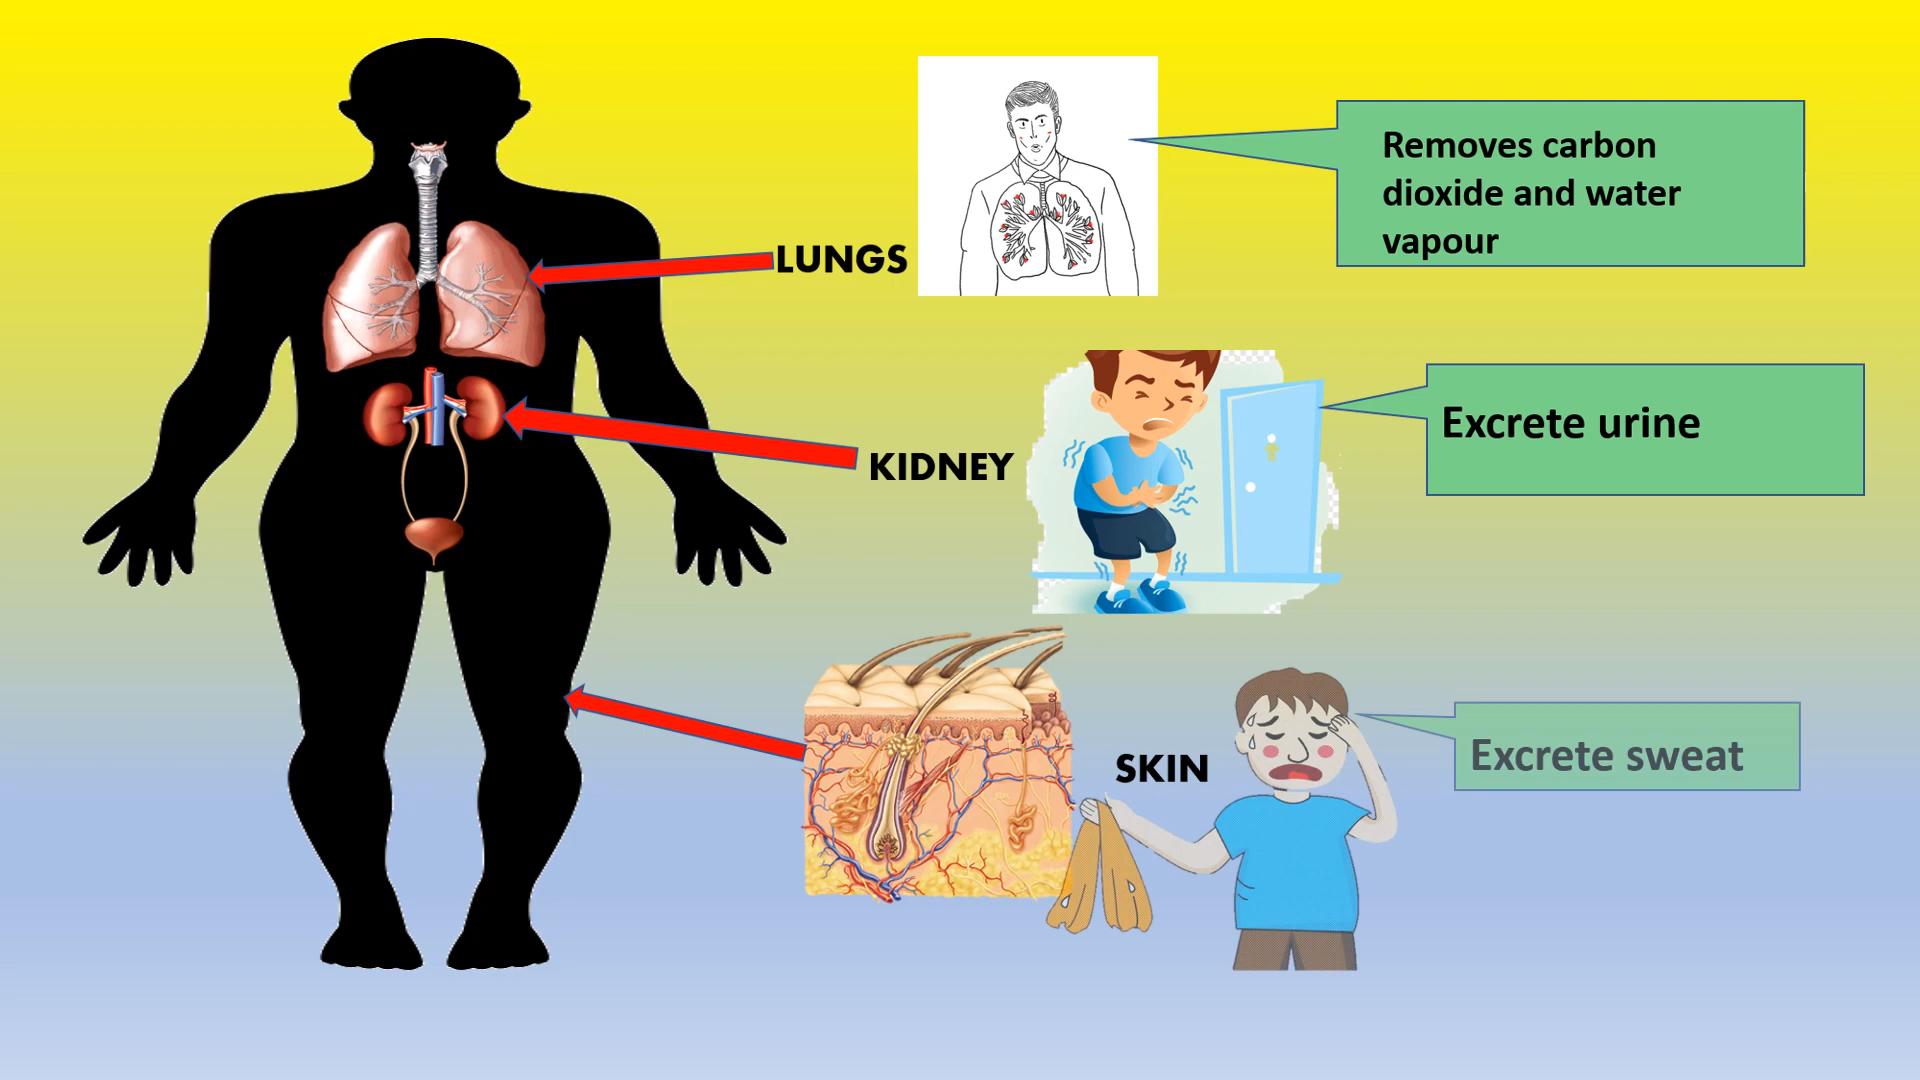 LUNGS
Removes carbon
dioxide and water
vapour
KIDNEY
Excrete urine
SKIN
Excrete sweat